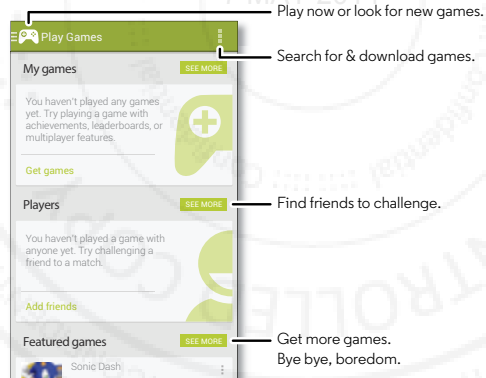 Play now or look for new games.
Play Games
Search for & download games.
My games
SEE MORE
You haven't played any games
yet. Try playing a game with
achievements, leaderboards, or
multiplayer features.
Get games
Players
SEE MORE
Find friends to challenge.
You haven't played a game with
anyone yet. Try challenging a
friend to a match.
Add friends
Featured games
SEE MORE
Get more games.
Bye bye, boredom.
Sonic Dash